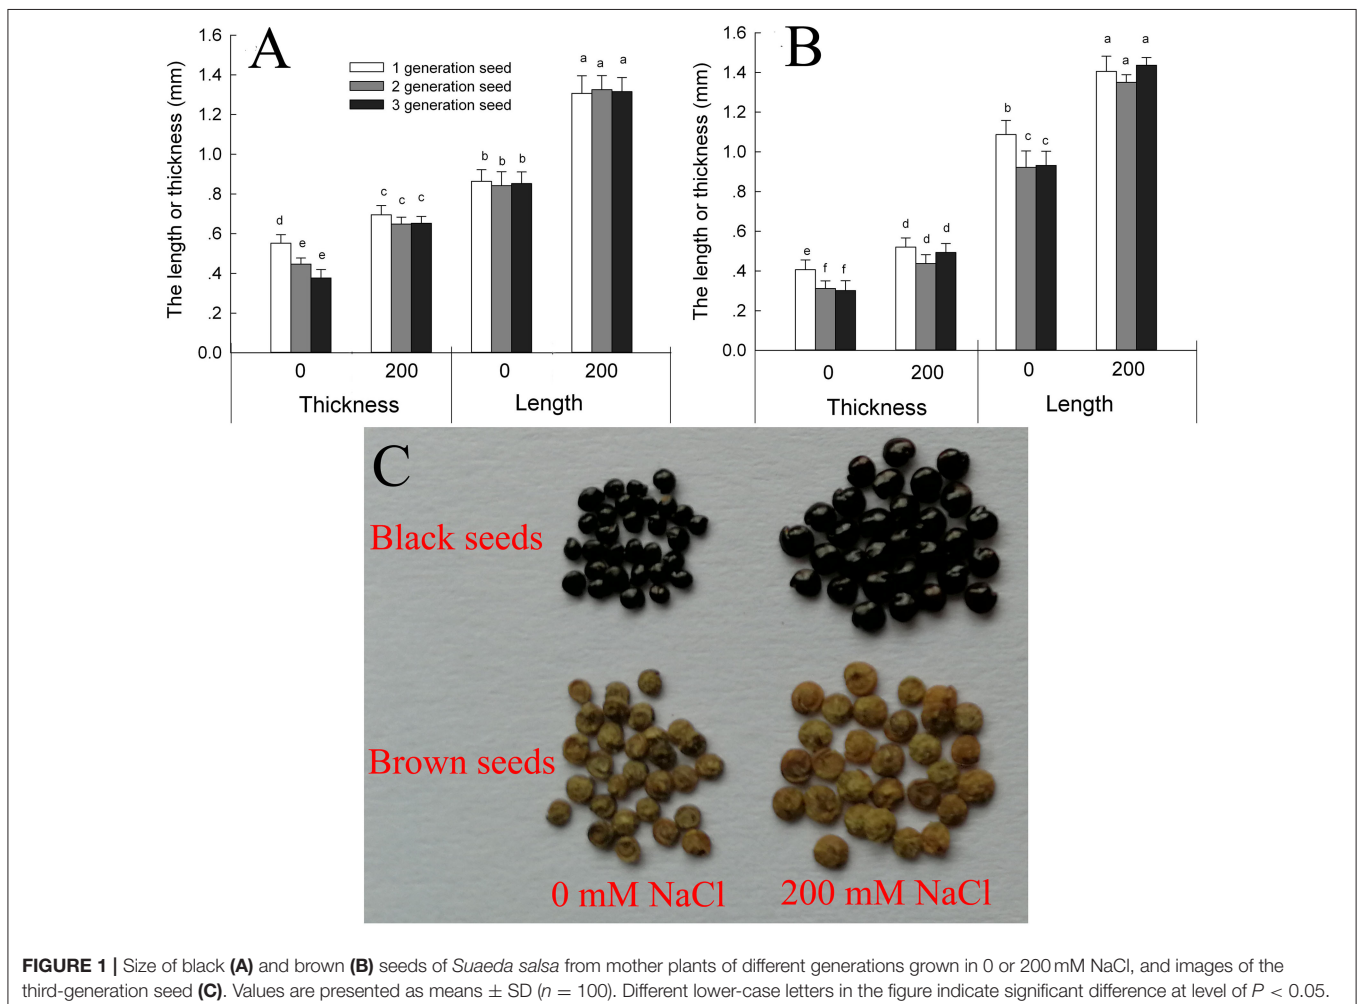 A
1 generation seed
2 generation seed
3 generation seed
The length or thickness (mm)
1.6
1.4
1.2
1.0
.8
.6
.4
.2
0.0
d e e
c c c
b b b
a a a
0 200 0 200
Thickness Length
B
The length or thickness (mm)
1.6
1.4
1.2
1.0
.8
.6
.4
.2
0.0
e f f
d d d
b c c
a a a
0 200 0 200
Thickness Length
C
Black seeds
Brown seeds
0 mM NaCl 200 mM NaCl
FIGURE 1 | Size of black (A) and brown (B) seeds of Suaeda salsa from mother plants of different generations grown in 0 or 200 mM NaCl, and images of the
third-generation seed (C). Values are presented as means ± SD (n = 100). Different lower-case letters in the figure indicate significant difference at level of P < 0.05.